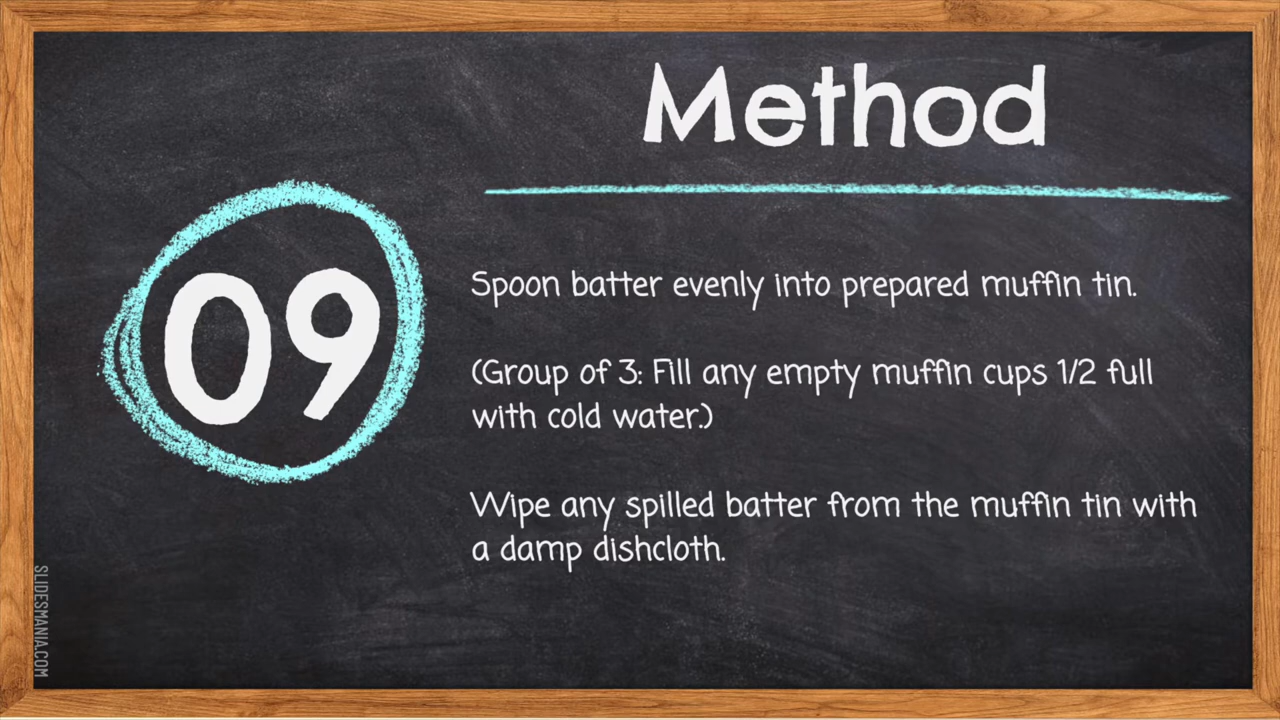 Method
09
Spoon batter evenly into prepared muffin tin.
(Group of 3: Fill any empty muffin cups 1/2 full
with cold water.)
Wipe any spilled batter from the muffin tin with
a damp dishcloth.
SLIDESMANIA.COM